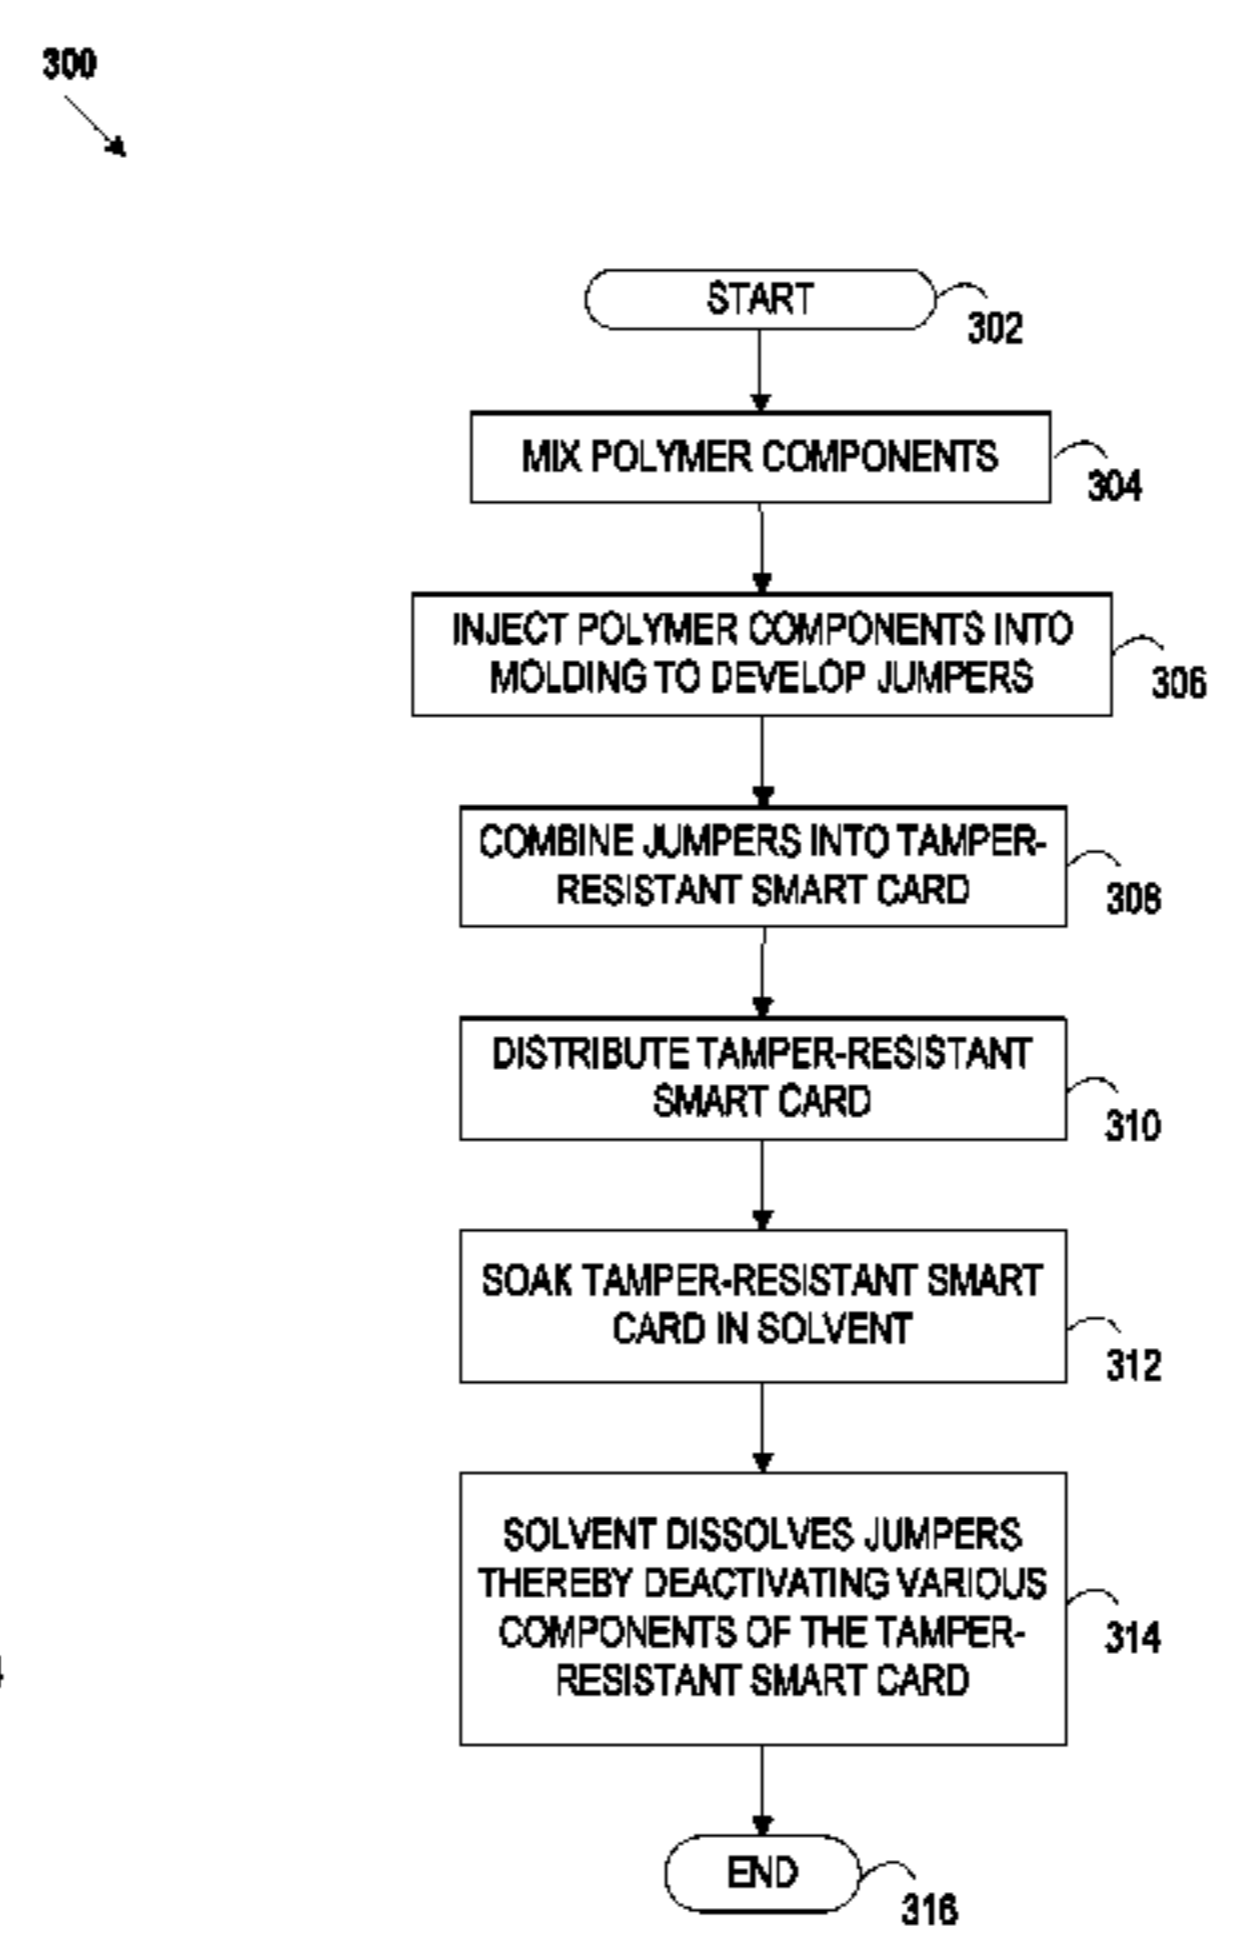 300
START
302
MIX POLYMER COMPONENTS
304
INJECT POLYMER COMPONENTS INTO
MOLDING TO DEVELOP JUMPERS
306
COMBINE JUMPERS INTO TAMPER-
RESISTANT SMART CARD
308
DISTRIBUTE TAMPER-RESISTANT
SMART CARD
310
SOAK TAMPER-RESISTANT SMART
CARD IN SOLVENT
312
SOLVENT DISSOLVES JUMPERS
THEREBY DEACTIVATING VARIOUS
COMPONENTS OF THE TAMPER-
RESISTANT SMART CARD
314
END
316